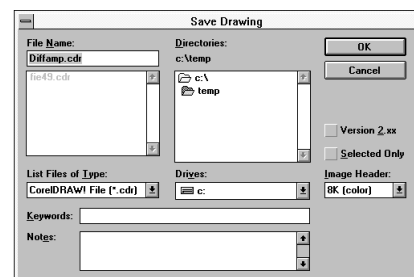 Save Drawing
File Name:
Diffamp.cdr
fie49.cdr
Directories:
c:\temp
c:\
temp
OK
Cancel
Version 2.xx
Selected Only
List Files of Type:
CorelDRAW! File (*.cdr)
Drives:
c:
Image Header:
8K (color)
Keywords:
Notes: